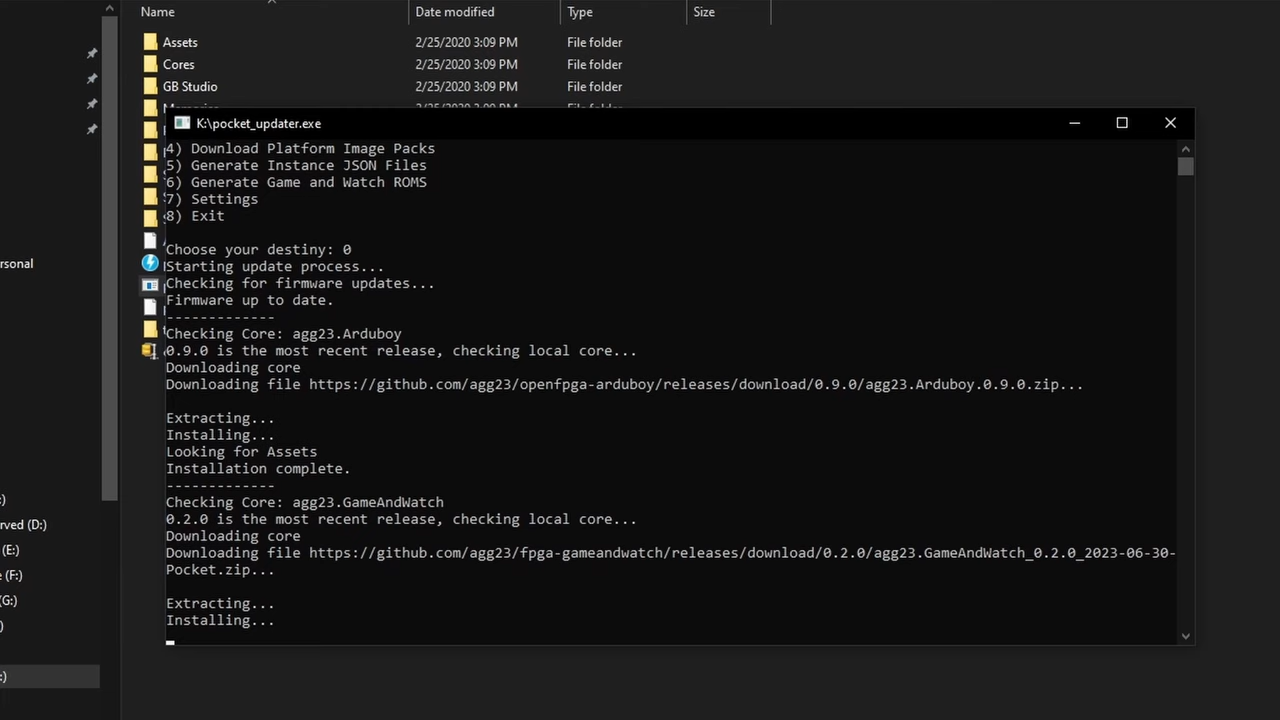 Name Date modified Type Size
Assets 2/25/2020 3:09 PM File folder
Cores 2/25/2020 3:09 PM File folder
GB Studio 2/25/2020 3:09 PM File folder
2/25/2020 3:09 PM File folder
K:\pocket_updater.exe
4) Download Platform Image Packs
5) Generate Instance JSON Files
6) Generate Game and Watch ROMS
7) Settings
8) Exit
Choose your destiny: 0
Starting update process...
Checking for firmware updates...
Firmware up to date.
-------------
Checking Core: agg23.Arduboy
0.9.0 is the most recent release, checking local core...
Downloading core
Downloading file https://github.com/agg23/openfpga-arduboy/releases/download/0.9.0/agg23.Arduboy.0.9.0.zip...
Extracting...
Installing...
Looking for Assets
Installation complete.
-------------
Checking Core: agg23.GameAndWatch
0.2.0 is the most recent release, checking local core...
Downloading core
Downloading file https://github.com/agg23/fpga-gameandwatch/releases/download/0.2.0/agg23.GameAndWatch_0.2.0_2023-06-30-
Pocket.zip...
Extracting...
Installing...
rsonal
:)
rved (D:)
(E:)
(F:)
(G:)
)
:)